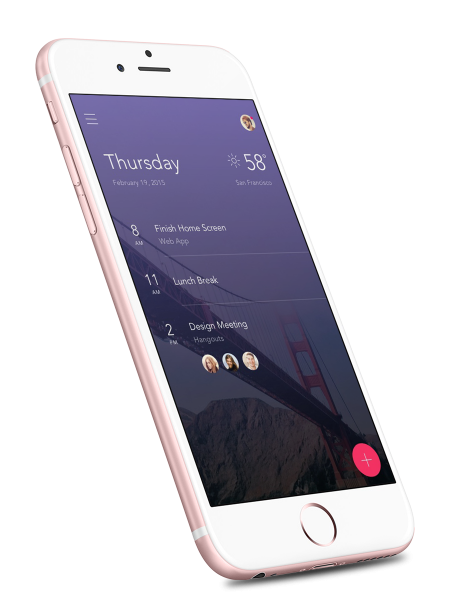 Thursday
58°
February 19, 2015
San Francisco
8 AM
Finish Home Screen
Web App
11 AM
Lunch Break
2 PM
Design Meeting
Hangouts